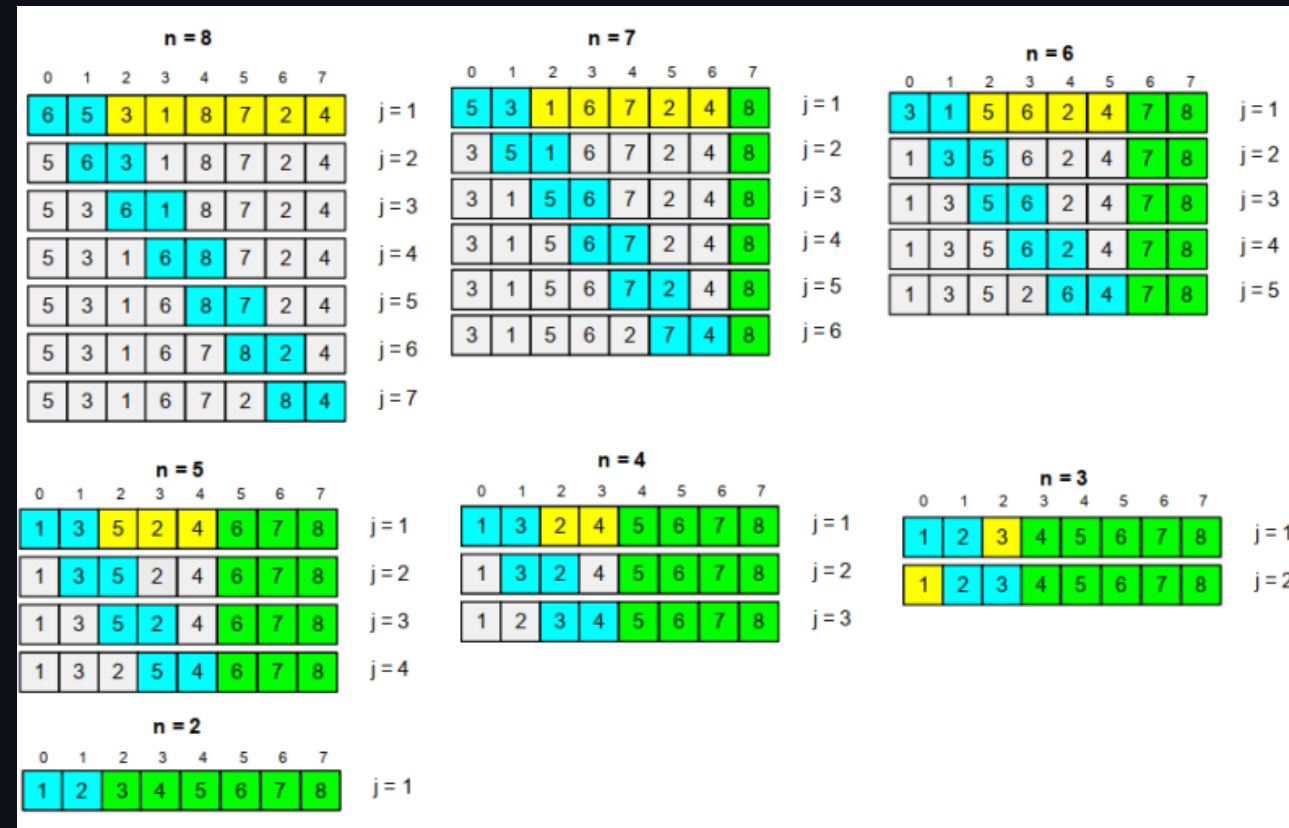 n = 8
0 1 2 3 4 5 6 7
6 5 3 1 8 7 2 4 j = 1
5 6 3 1 8 7 2 4 j = 2
5 3 6 1 8 7 2 4 j = 3
5 3 1 6 8 7 2 4 j = 4
5 3 1 6 8 7 2 4 j = 5
5 3 1 6 7 8 2 4 j = 6
5 3 1 6 7 2 8 4 j = 7
n = 7
0 1 2 3 4 5 6 7
5 3 1 6 7 2 4 8 j = 1
3 5 1 6 7 2 4 8 j = 2
3 1 5 6 7 2 4 8 j = 3
3 1 5 6 7 2 4 8 j = 4
3 1 5 6 7 2 4 8 j = 5
3 1 5 6 2 7 4 8 j = 6
n = 6
0 1 2 3 4 5 6 7
3 1 5 6 2 4 7 8 j = 1
1 3 5 6 2 4 7 8 j = 2
1 3 5 6 2 4 7 8 j = 3
1 3 5 6 2 4 7 8 j = 4
1 3 5 2 6 4 7 8 j = 5
n = 5
0 1 2 3 4 5 6 7
1 3 5 2 4 6 7 8 j = 1
1 3 5 2 4 6 7 8 j = 2
1 3 5 2 4 6 7 8 j = 3
1 3 2 5 4 6 7 8 j = 4
n = 4
0 1 2 3 4 5 6 7
1 3 2 4 5 6 7 8 j = 1
1 3 2 4 5 6 7 8 j = 2
1 2 3 4 5 6 7 8 j = 3
n = 3
0 1 2 3 4 5 6 7
1 2 3 4 5 6 7 8 j = 1
1 2 3 4 5 6 7 8 j = 2
n = 2
0 1 2 3 4 5 6 7
1 2 3 4 5 6 7 8 j = 1